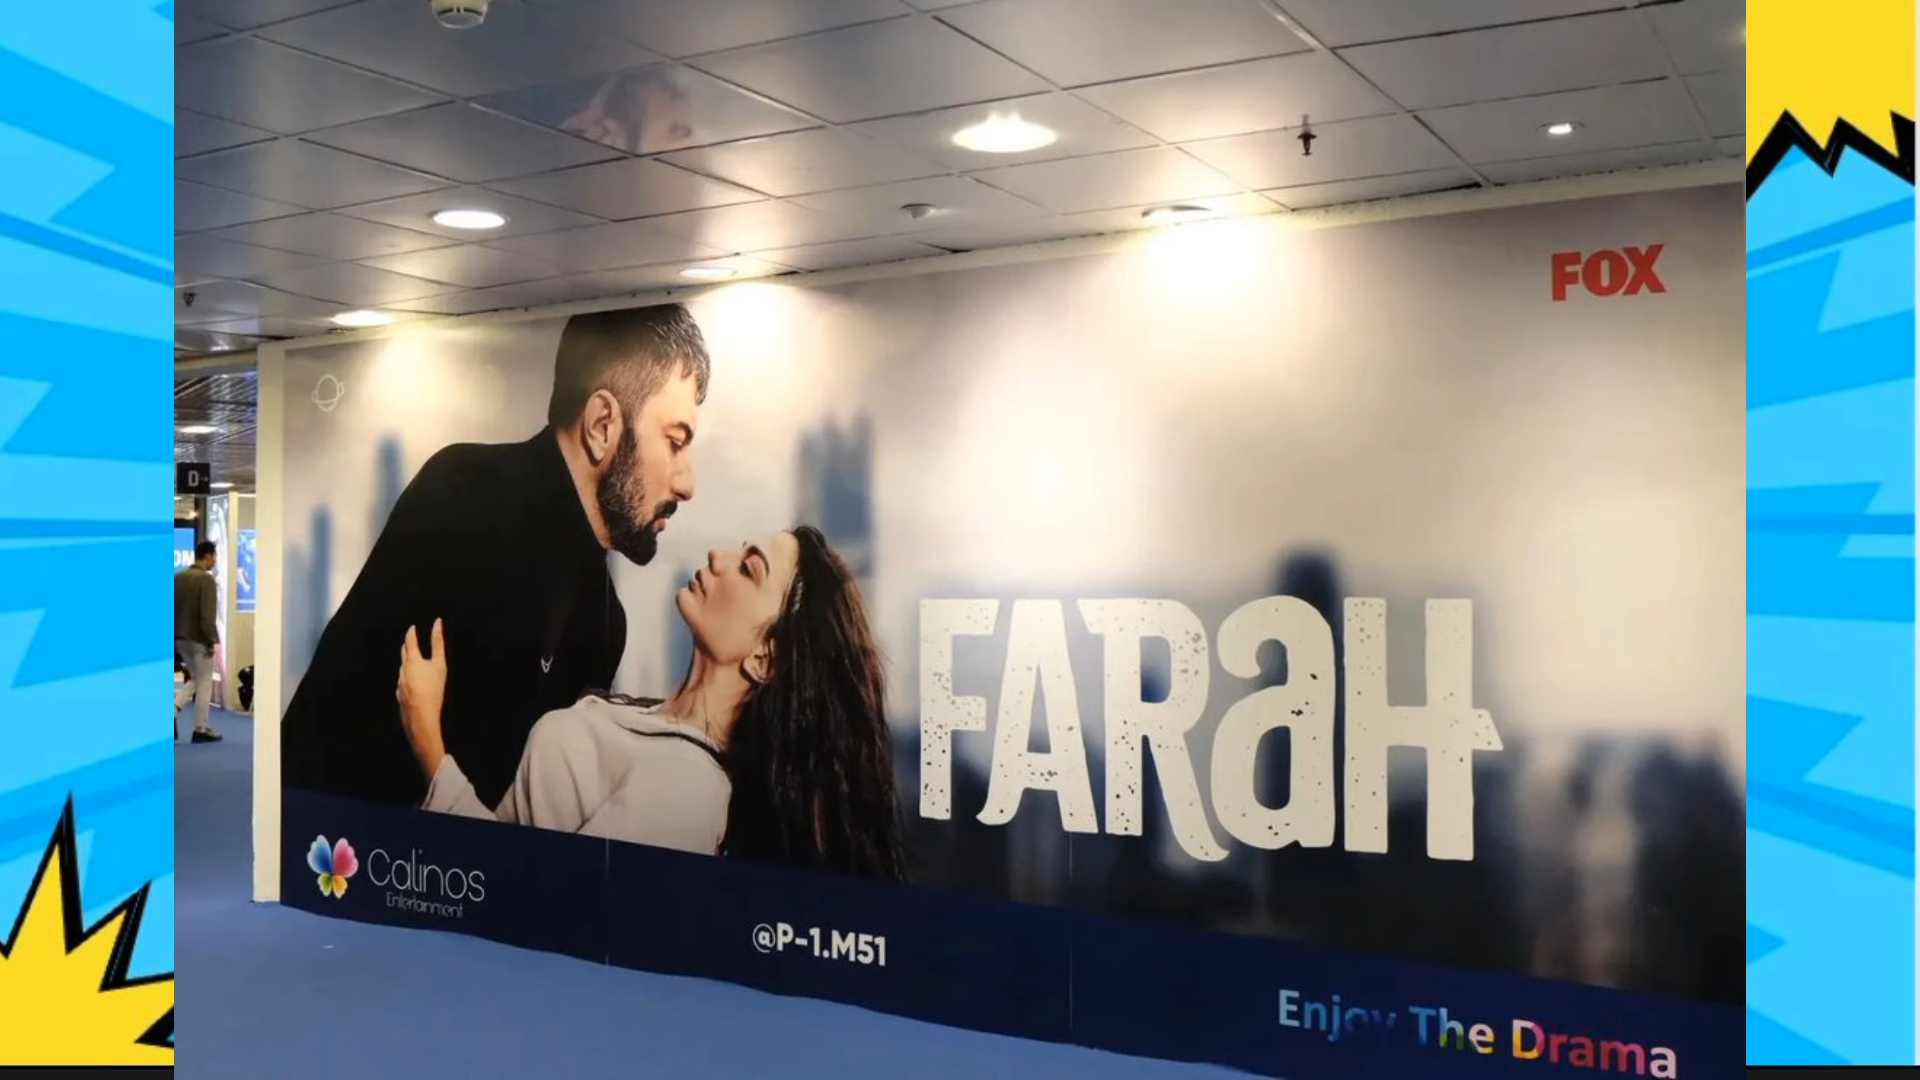 FOX
D
FARaH
Calinos
Entertainment
@P-1.M51
Enjoy The Drama